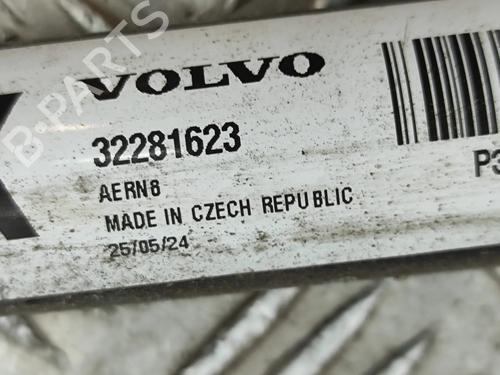 B-PARTS
VOLVO
32281623
AERN8
MADE IN CZECH REPUBLIC
25/05/24
P3